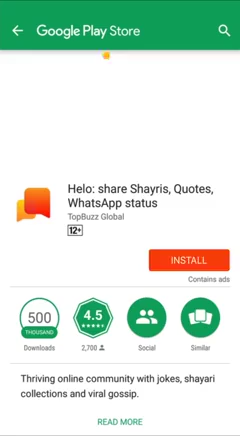 Google Play Store
Helo: share Shayris, Quotes,
WhatsApp status
TopBuzz Global
12+
INSTALL
Contains ads
500
THOUSAND
Downloads
4.5
2,700
Social
Similar
Thriving online community with jokes, shayari
collections and viral gossip.
READ MORE